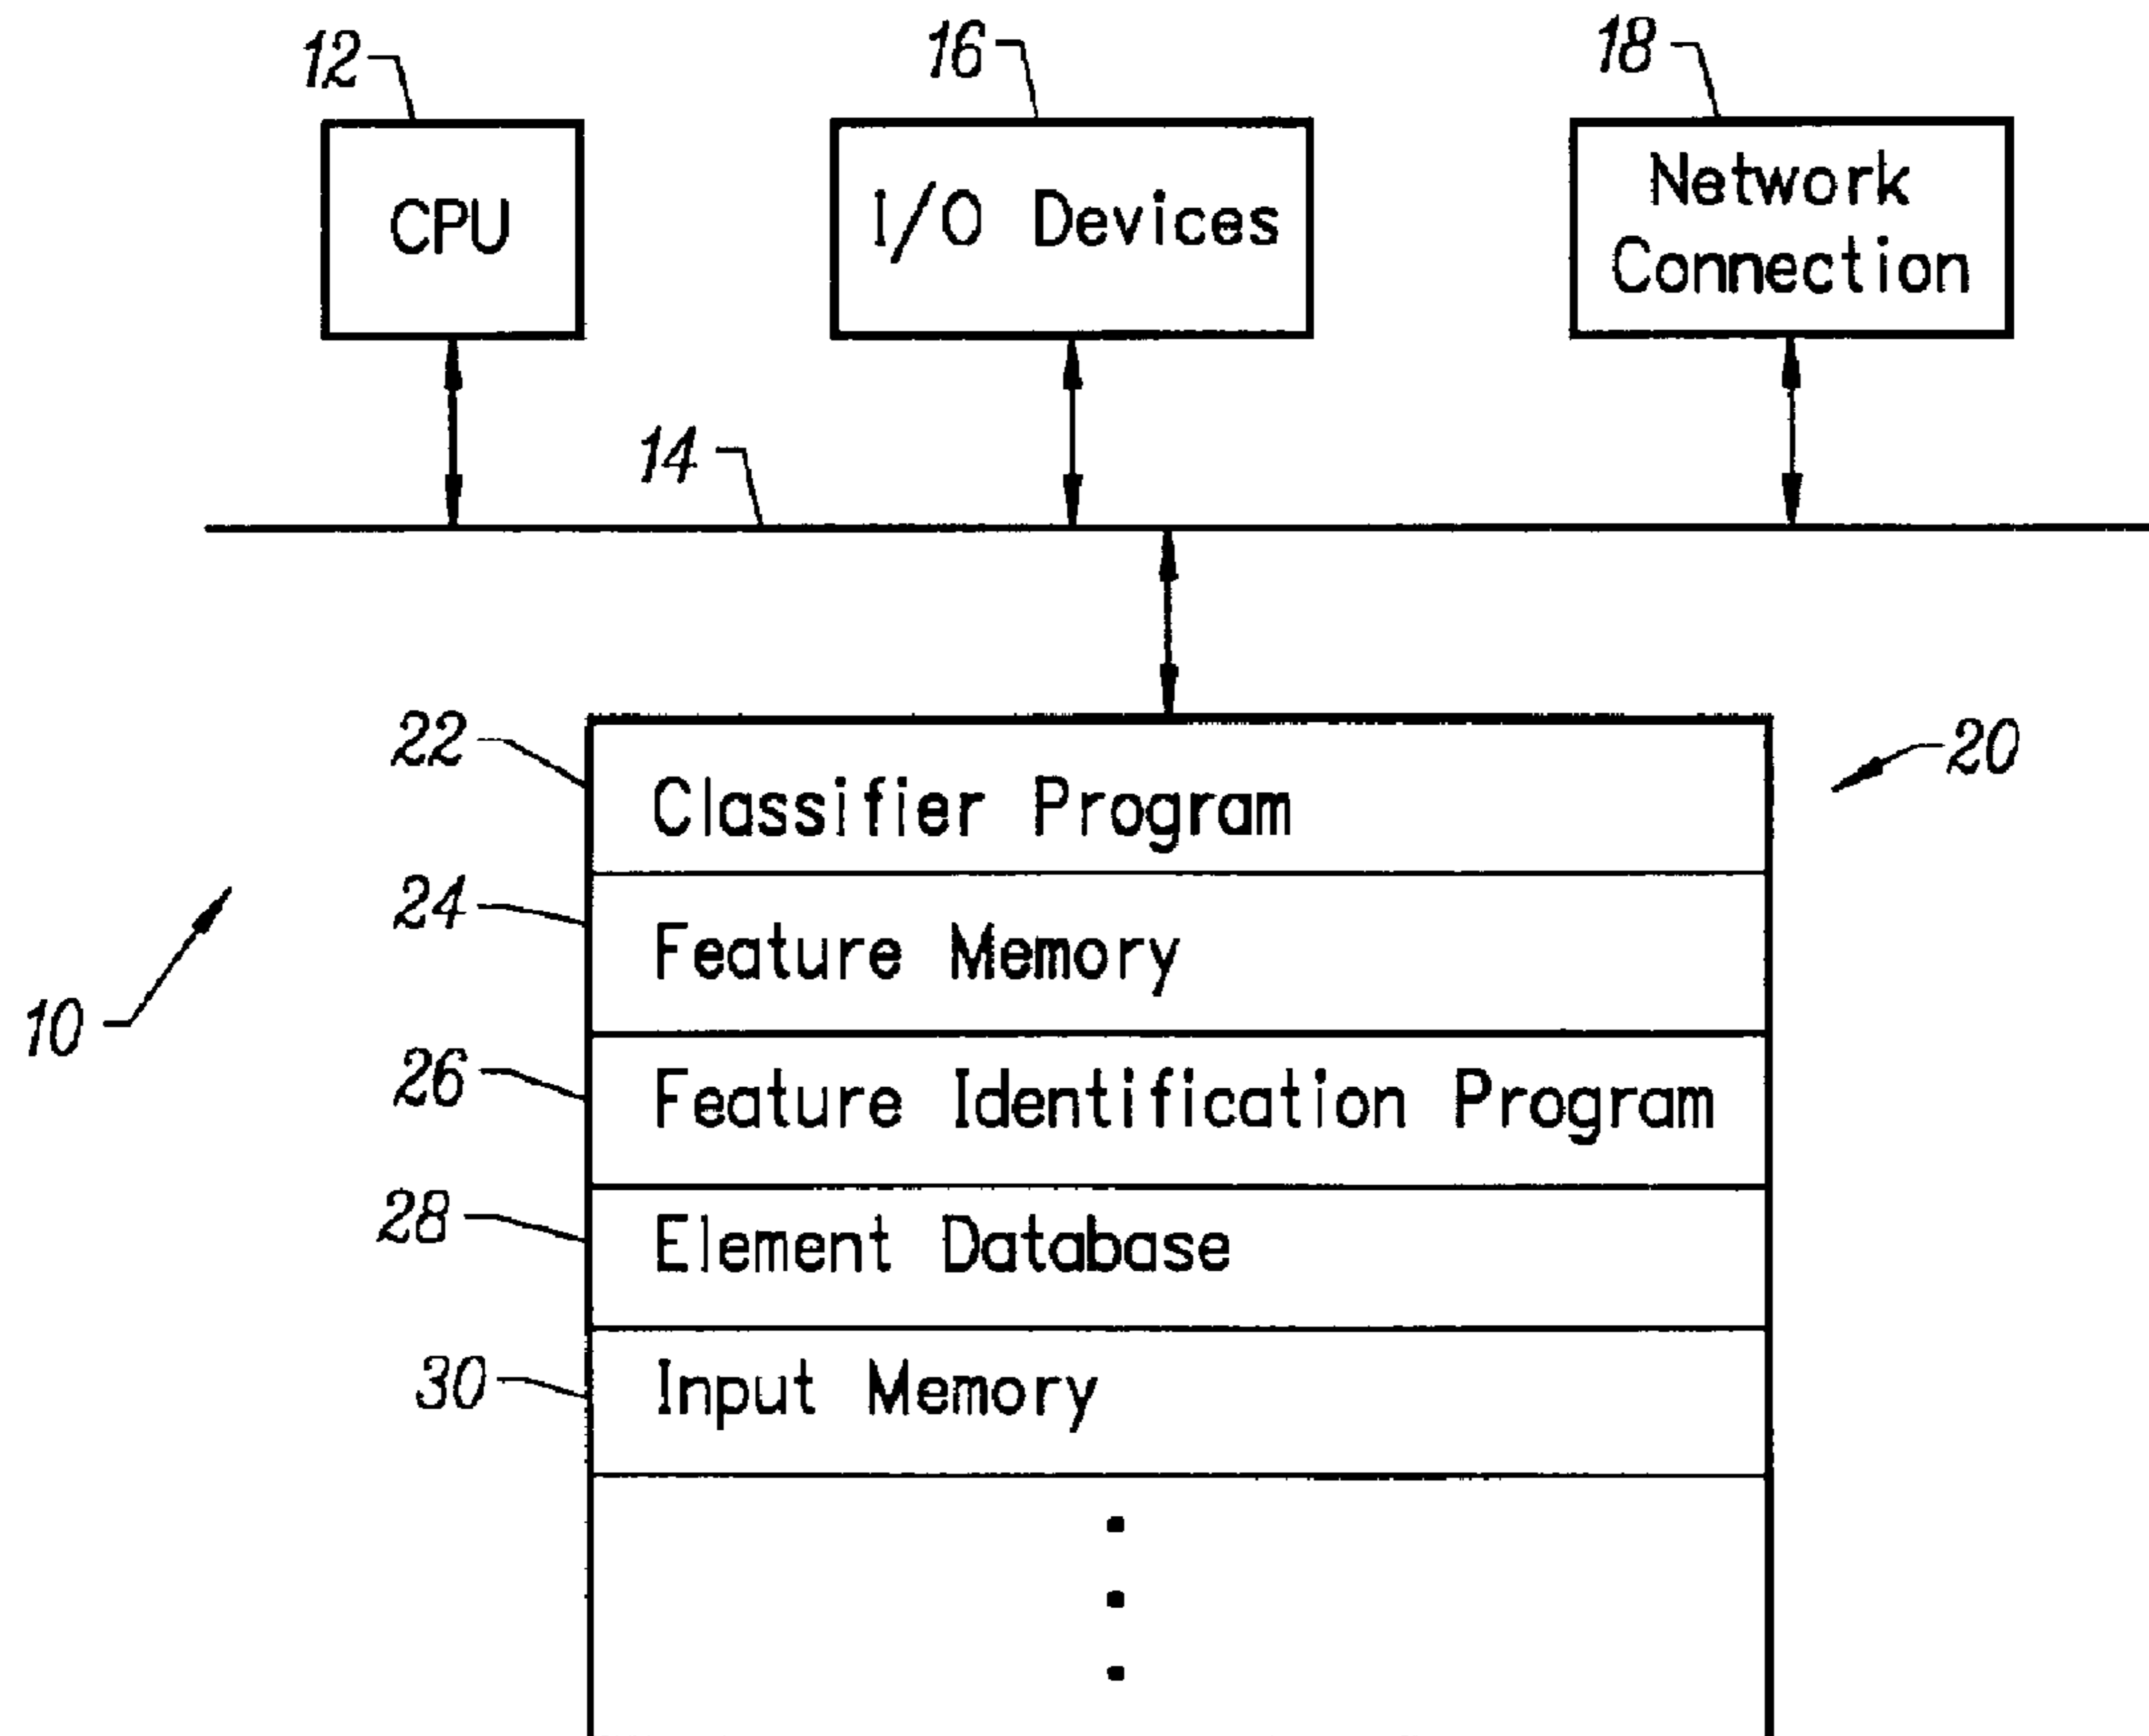 12
16
18
CPU
I/O Devices
Network
Connection
14
22
Classifier Program
20
24
Feature Memory
10
26
Feature Identification Program
28
Element Database
30
Input Memory